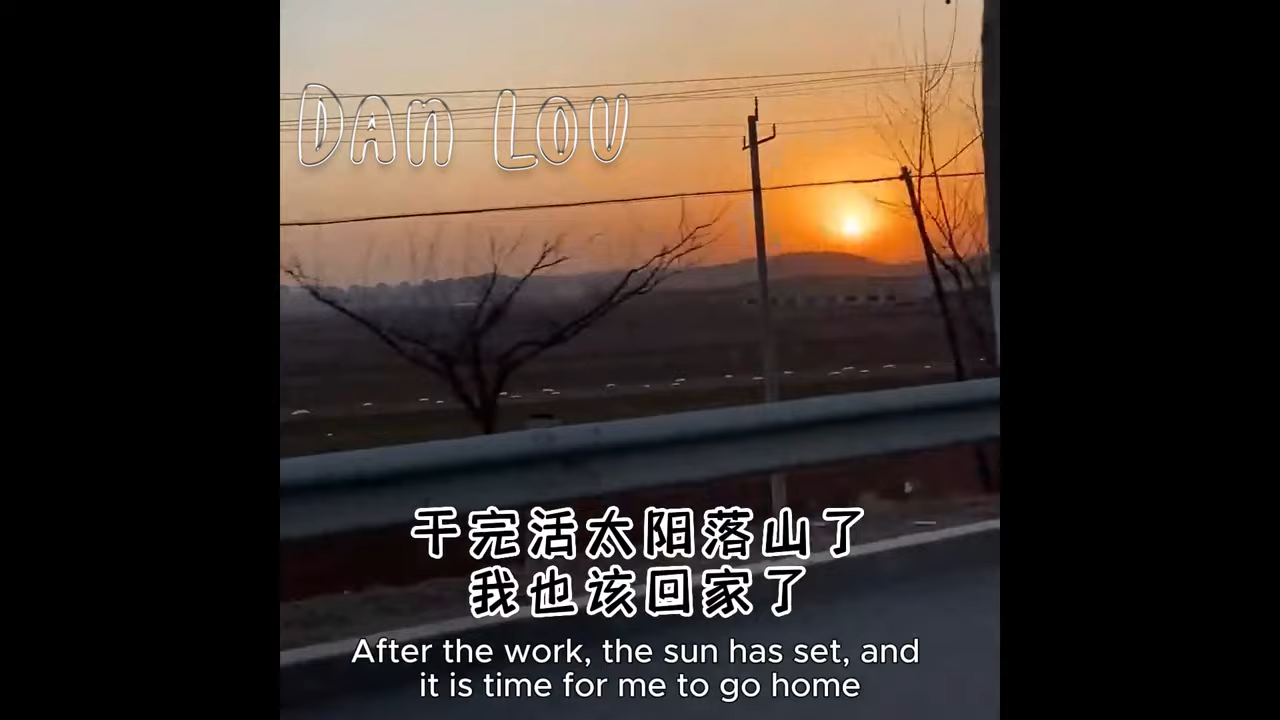 DAN LOV
干完活太阳落山了
我也该回家了
After the work, the sun has set, and
it is time for me to go home